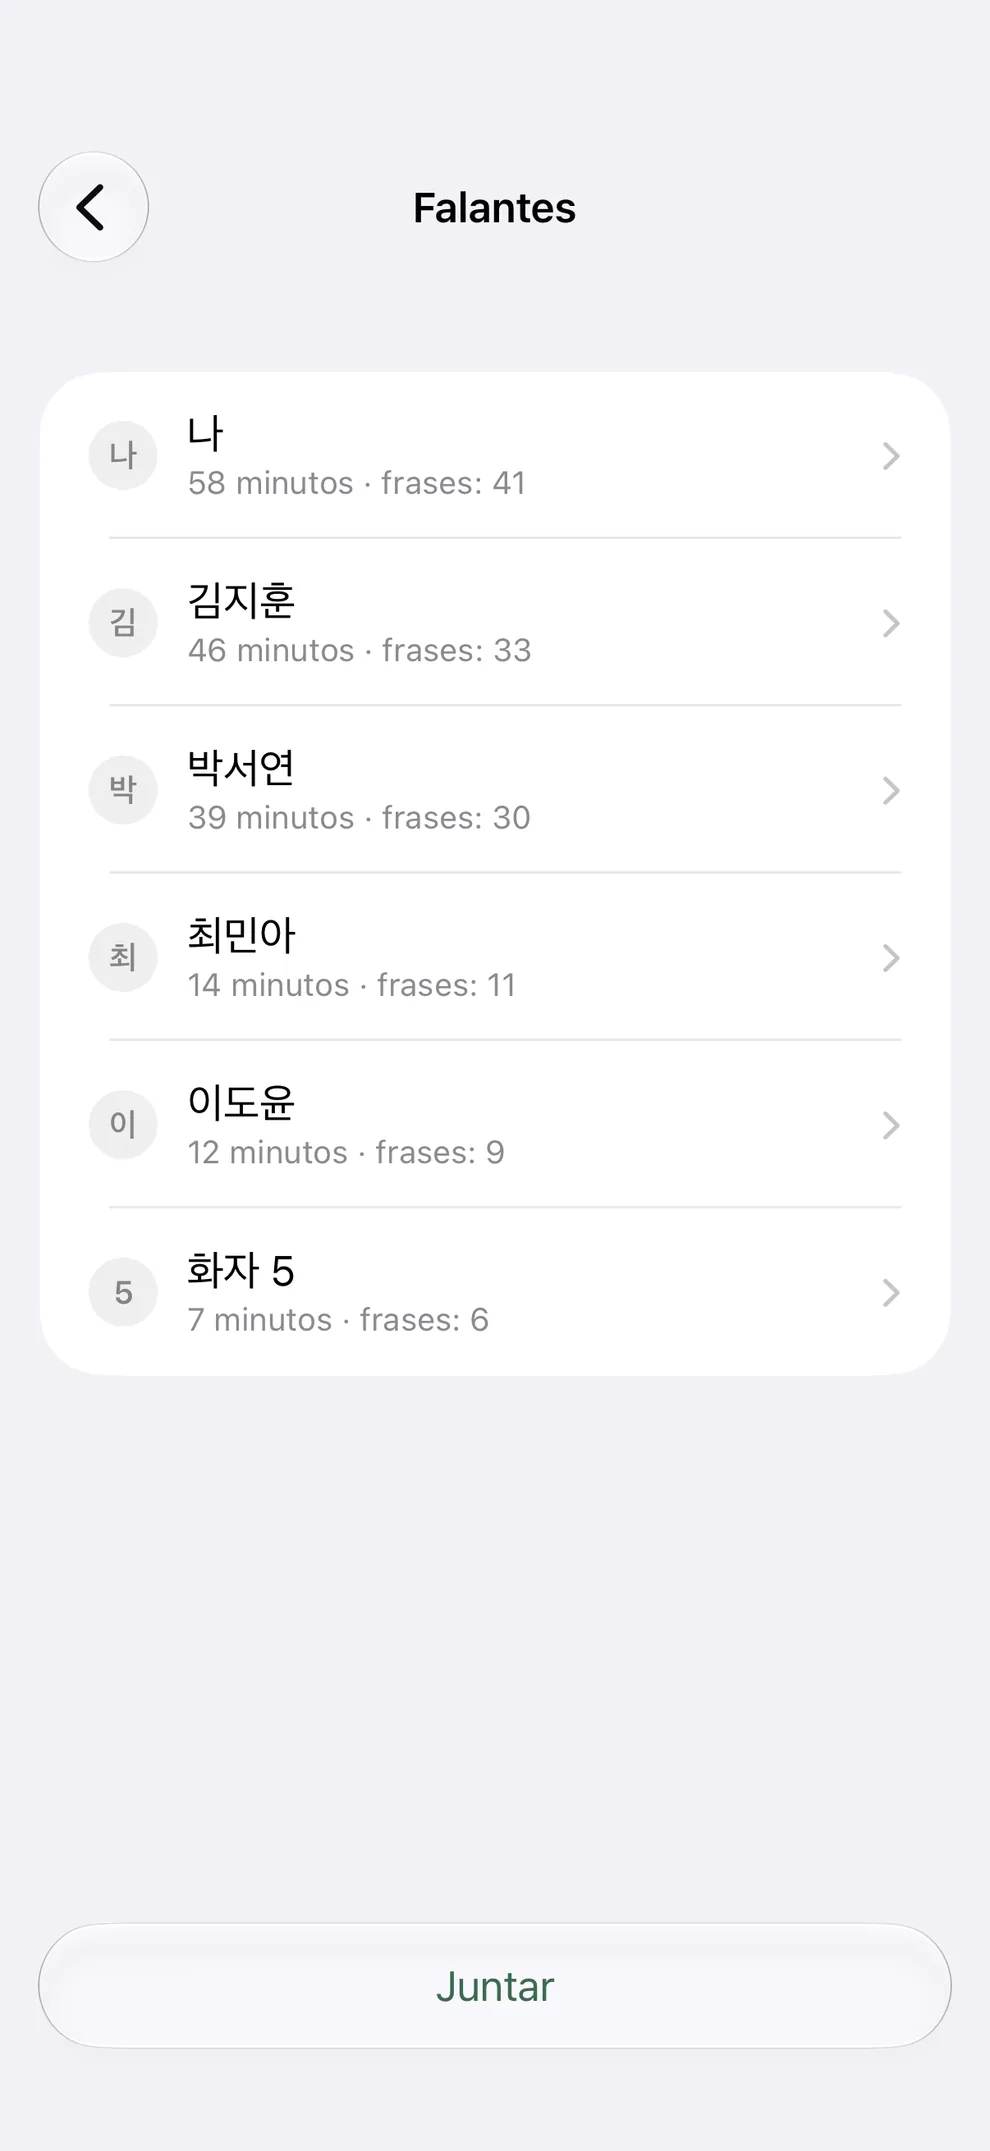 Falantes
나
나
58 minutos · frases: 41
김
김지훈
46 minutos · frases: 33
박
박서연
39 minutos · frases: 30
최
최민아
14 minutos · frases: 11
이
이도윤
12 minutos · frases: 9
5
화자 5
7 minutos · frases: 6
Juntar